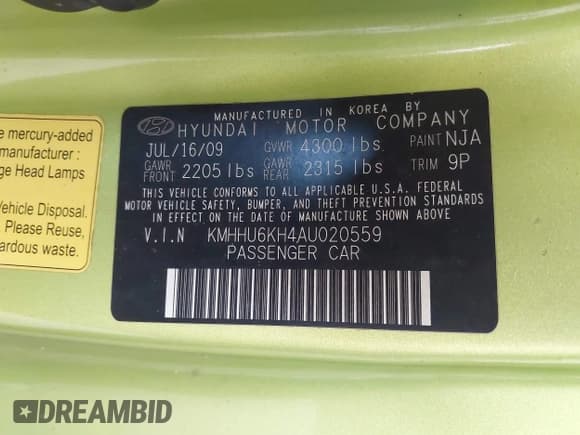 MANUFACTURED IN KOREA BY
HYUNDAI MOTOR COMPANY
JUL/16/09 GVWR 4300 lbs. PAINT NJA
GAWR FRONT 2205 lbs GAWR REAR 2315 lbs TRIM 9P
THIS VEHICLE CONFORMS TO ALL APPLICABLE U.S.A. FEDERAL
MOTOR VEHICLE SAFETY, BUMPER, AND THEFT PREVENTION STANDARDS
IN EFFECT ON THE DATE OF MANUFACTURE SHOWN ABOVE.
V.I.N KMHHU6KH4AU020559
PASSENGER CAR
e mercury-added
manufacturer :
ge Head Lamps
Vehicle Disposal.
Please Reuse,
ardous waste.
DREAMBID